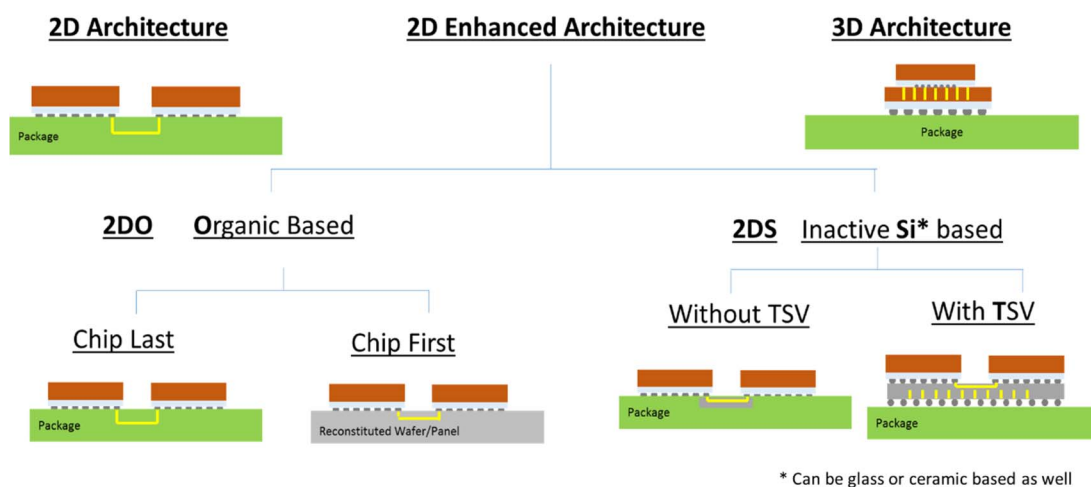 2D Architecture
2D Enhanced Architecture
3D Architecture
Package
Package
2DO Organic Based
2DS Inactive Si* based
Chip Last
Chip First
Without TSV
With TSV
Package
Reconstituted Wafer/Panel
Package
Package
* Can be glass or ceramic based as well